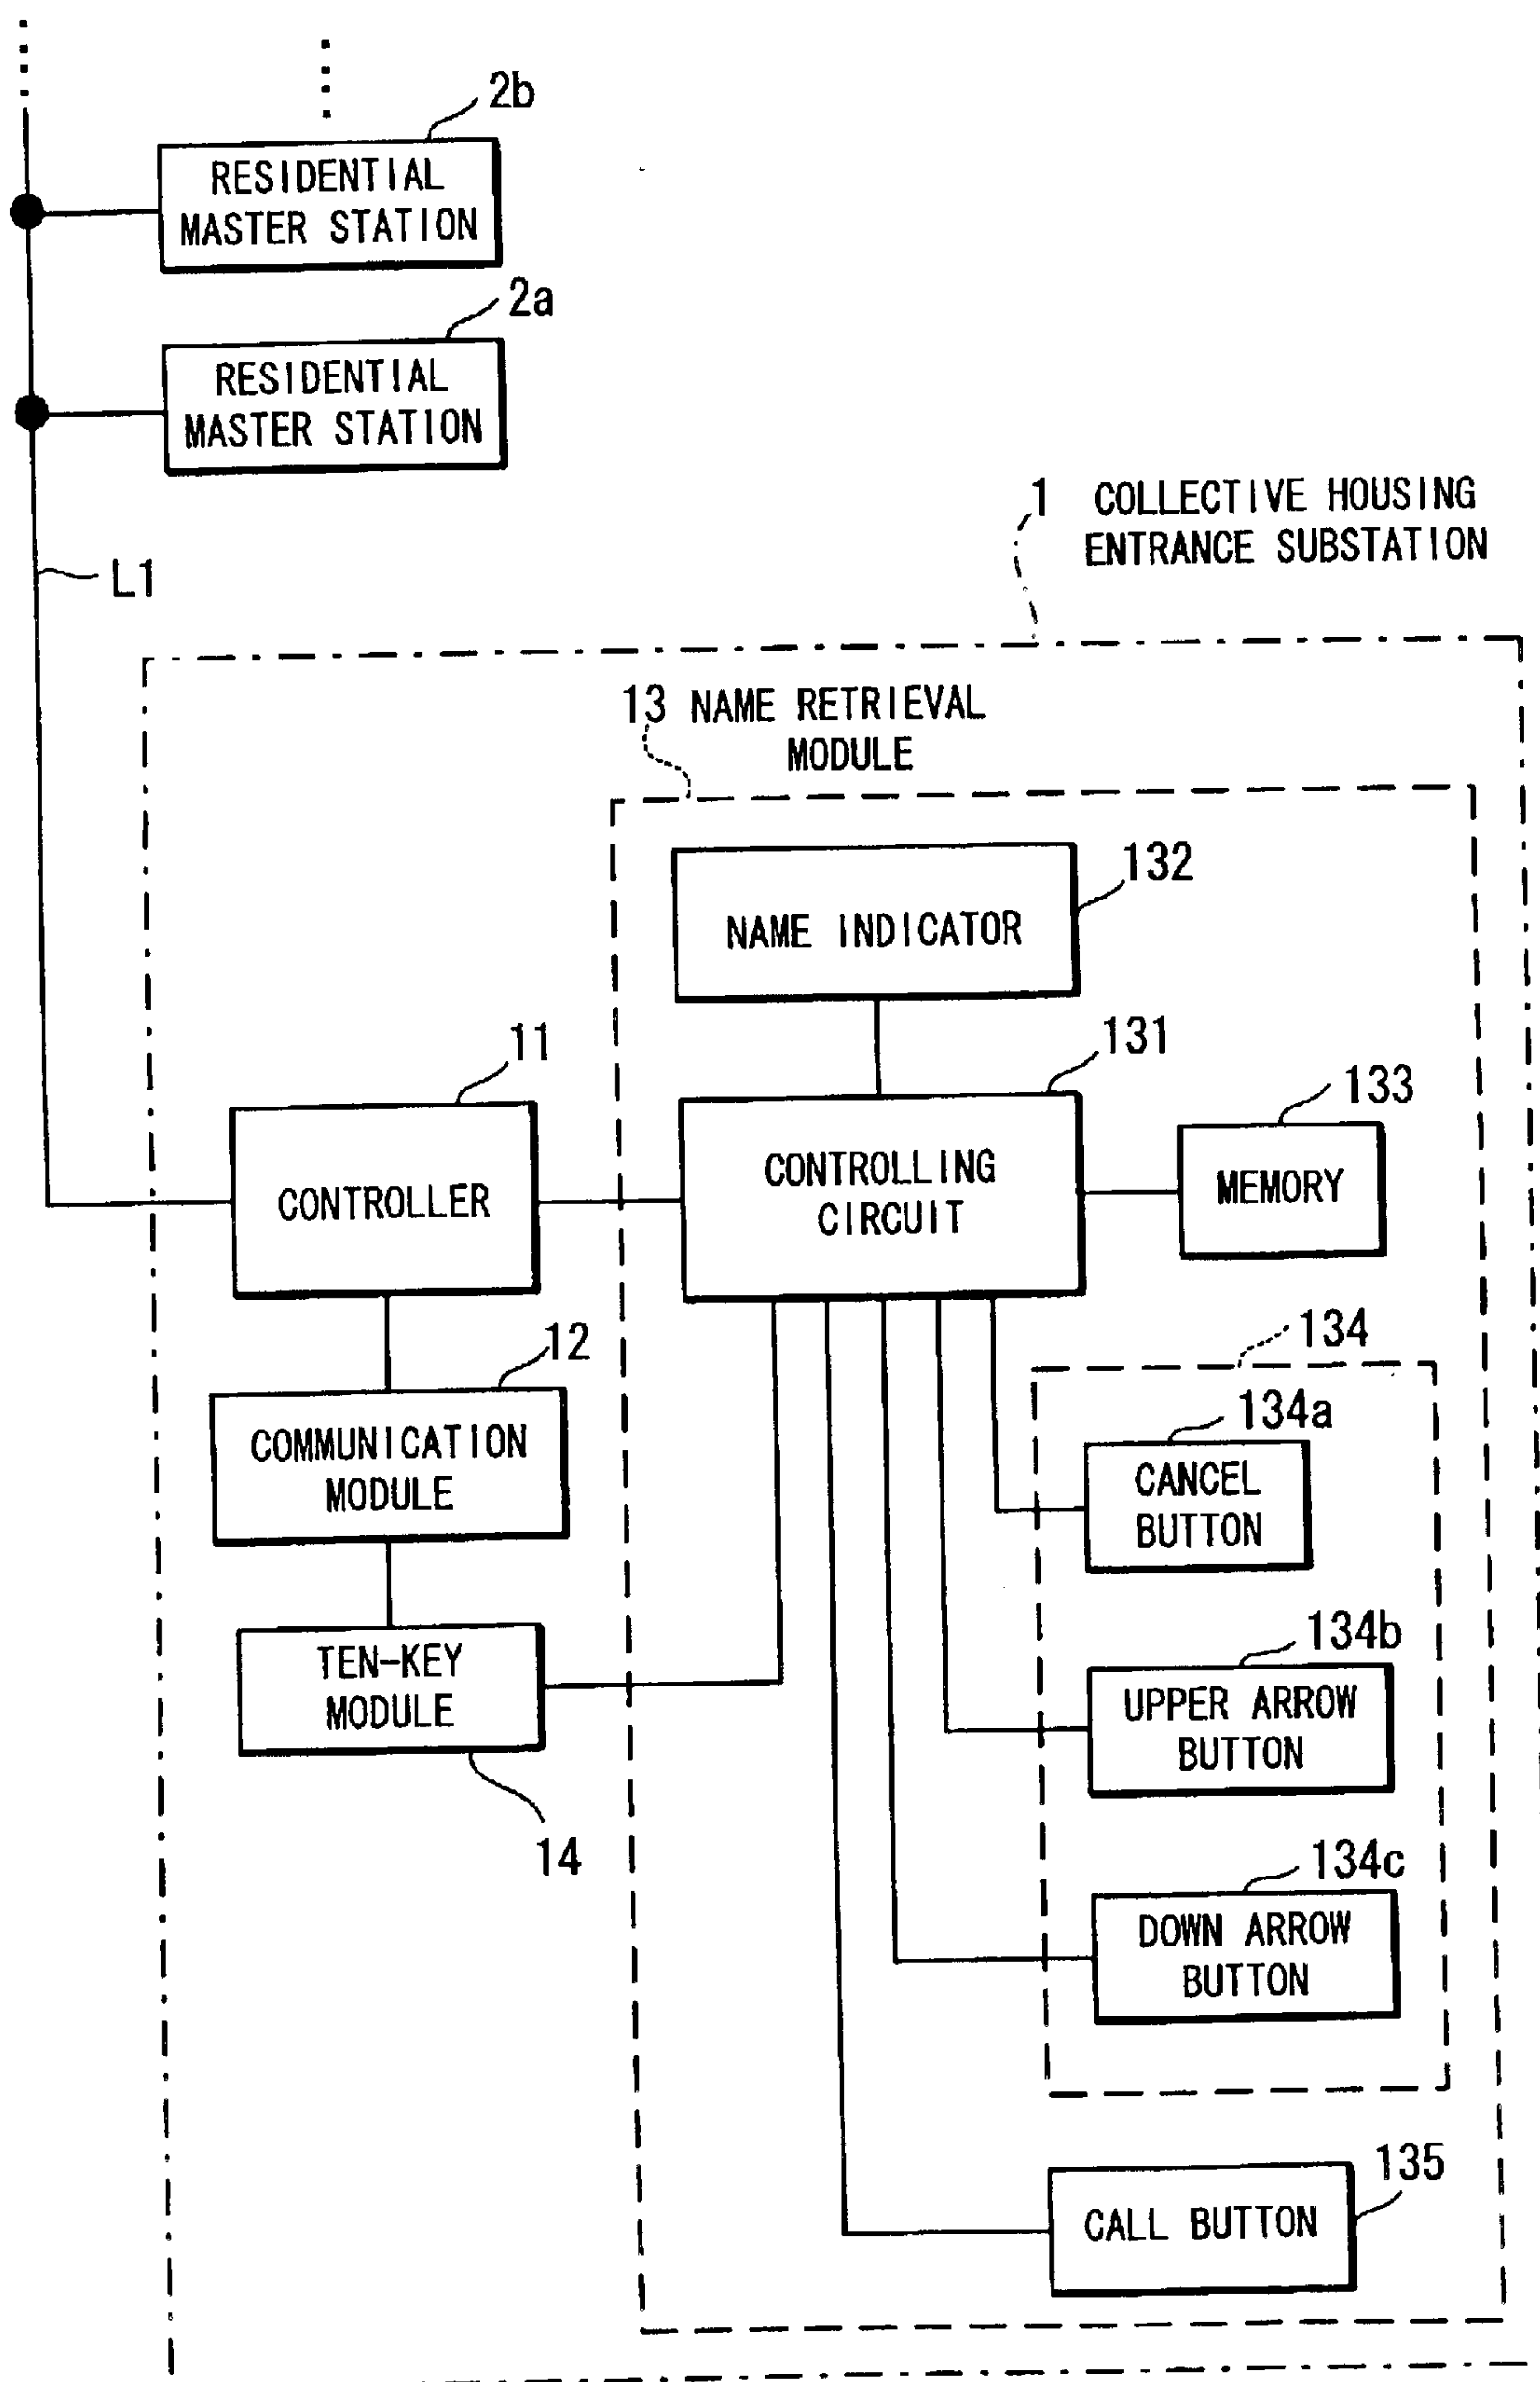 2b
RESIDENTIAL
MASTER STATION
2a
RESIDENTIAL
MASTER STATION
1 COLLECTIVE HOUSING
ENTRANCE SUBSTATION
L1
13 NAME RETRIEVAL
MODULE
132
NAME INDICATOR
11
131
133
CONTROLLER
CONTROLLING
CIRCUIT
MEMORY
12
134
COMMUNICATION
MODULE
134a
CANCEL
BUTTON
TEN-KEY
MODULE
134b
UPPER ARROW
BUTTON
14
134c
DOWN ARROW
BUTTON
135
CALL BUTTON